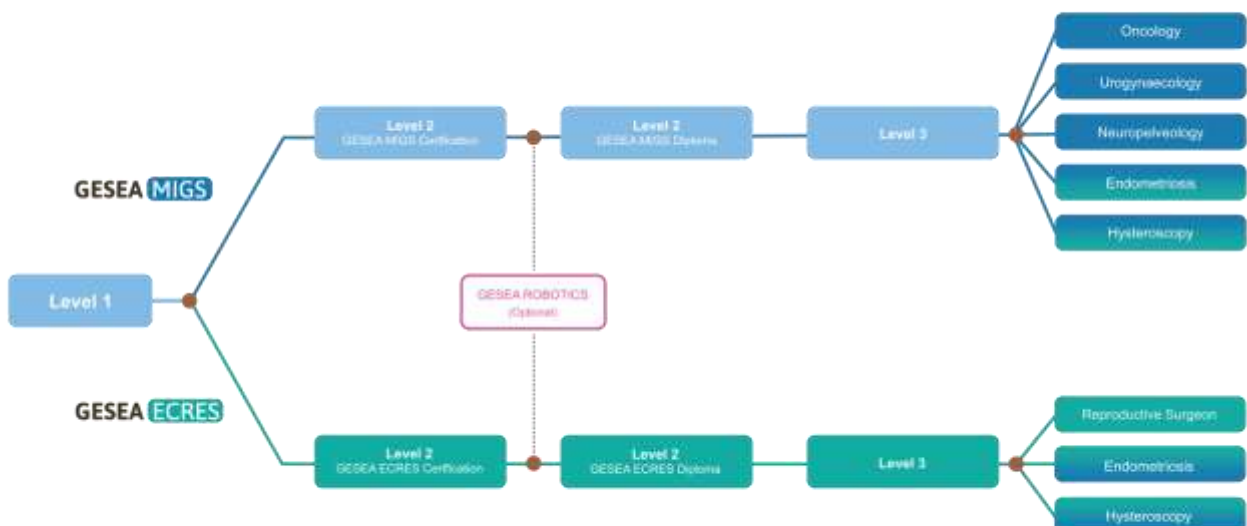 Oncology
Urogynaecology
Level 2
GESEA MIGS Certification
Level 2
GESEA MIGS Diploma
Level 3
Neuropelveology
GESEA MIGS
Endometriosis
Hysteroscopy
Level 1
GESEA ROBOTICS
(Optional)
GESEA ECRES
Reproductive Surgeon
Level 2
GESEA ECRES Certification
Level 2
GESEA ECRES Diploma
Level 3
Endometriosis
Hysteroscopy